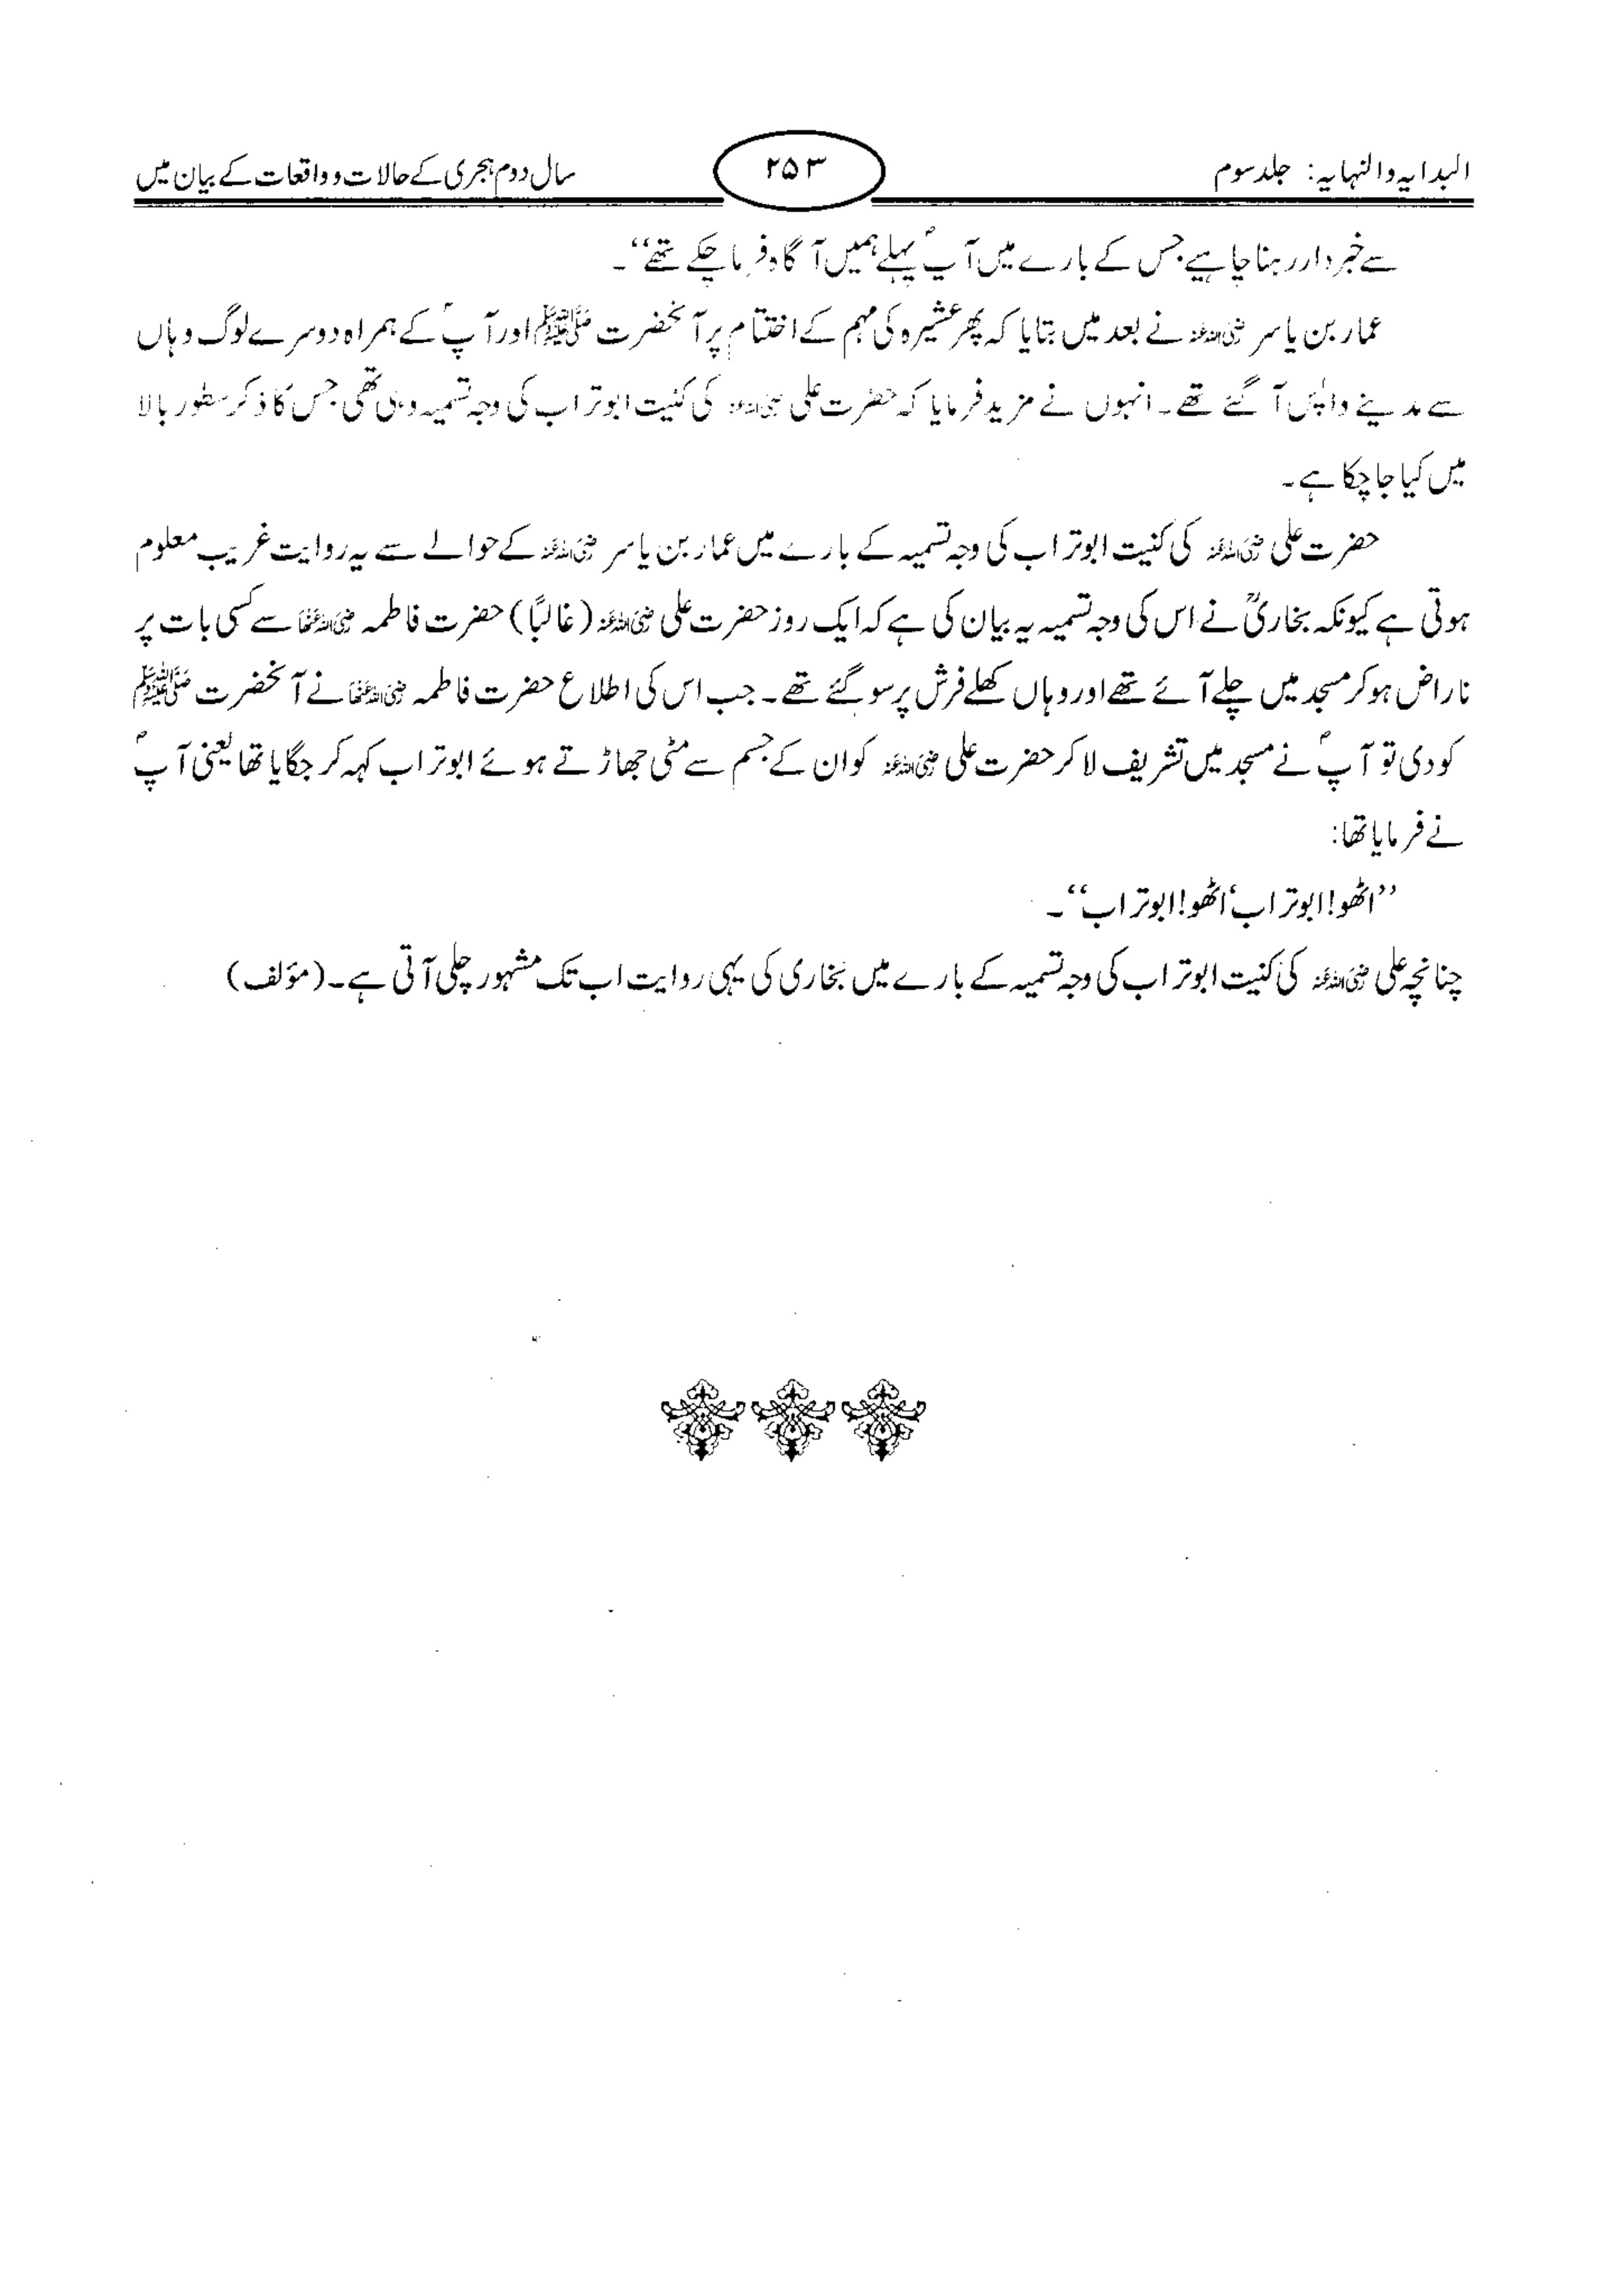 البدایہ والنہایہ: جلد سوم
۲۵۳
سال دوم ہجری کے حالات و واقعات کے بیان میں
سے خبردار رہنا چاہیے جس کے بارے میں آپؐ پہلے ہمیں آگاہ فرما چکے تھے‘‘۔
عمار بن یاسر رضی اللہ عنہ نے بعد میں بتایا کہ پھر عشیرہ کی مہم کے اختتام پر آنحضرت ﷺ اور آپؐ کے ہمراہ دوسرے لوگ وہاں
سے مدینے واپس آ گئے تھے۔ انہوں نے مزید فرمایا کہ حضرت علی رضی اللہ عنہ کی کنیت ابوتراب کی وجہ تسمیہ وہی تھی جس کا ذکر سطور بالا
میں کیا جا چکا ہے۔
حضرت علی رضی اللہ عنہ کی کنیت ابوتراب کی وجہ تسمیہ کے بارے میں عمار بن یاسر رضی اللہ عنہ کے حوالے سے یہ روایت غریب معلوم
ہوتی ہے کیونکہ بخاریؒ نے اس کی وجہ تسمیہ یہ بیان کی ہے کہ ایک روز حضرت علی رضی اللہ عنہ (غالبًا) حضرت فاطمہ رضی اللہ عنہا سے کسی بات پر
ناراض ہو کر مسجد میں چلے آئے تھے اور وہاں کھلے فرش پر سو گئے تھے۔ جب اس کی اطلاع حضرت فاطمہ رضی اللہ عنہا نے آنحضرت ﷺ
کو دی تو آپؐ نے مسجد میں تشریف لا کر حضرت علی رضی اللہ عنہ کو ان کے جسم سے مٹی جھاڑتے ہوئے ابوتراب کہہ کر جگایا تھا یعنی آپؐ
نے فرمایا تھا:
’’اٹھو! ابوتراب‘ اٹھو! ابوتراب‘‘۔
چنانچہ علی رضی اللہ عنہ کی کنیت ابوتراب کی وجہ تسمیہ کے بارے میں بخاری کی یہی روایت اب تک مشہور چلی آتی ہے۔ (مؤلف)